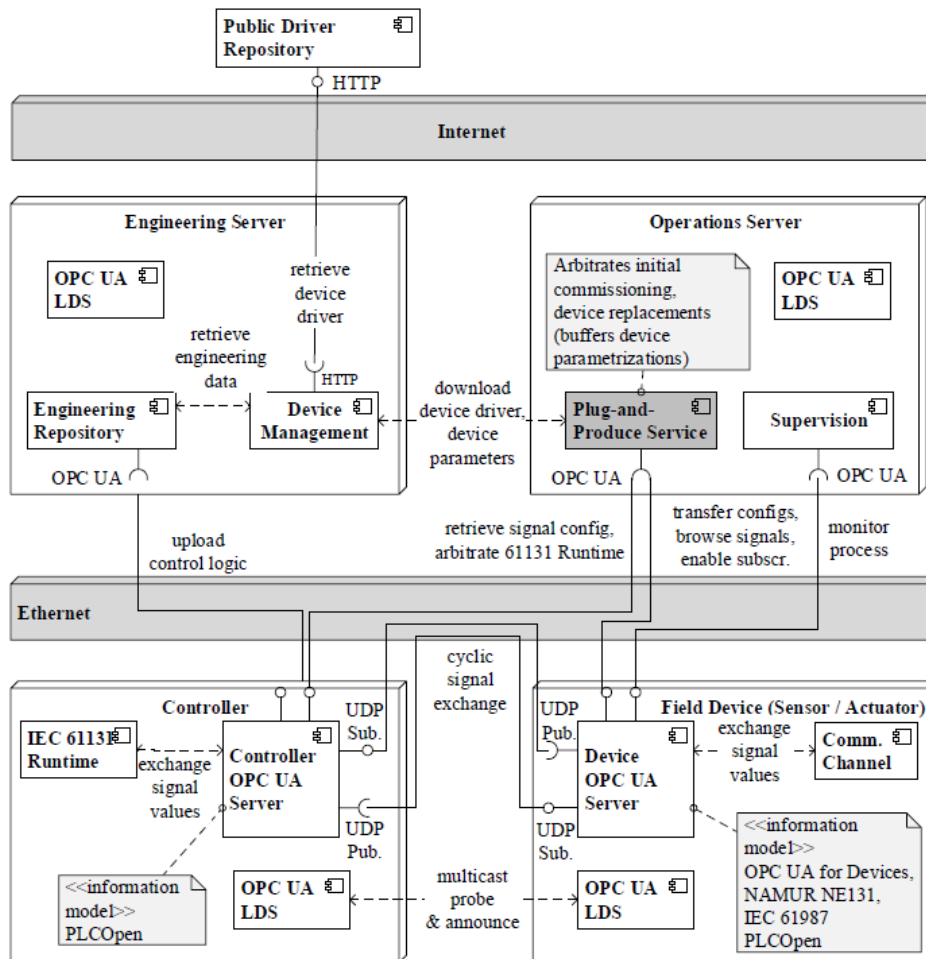 Public Driver
Repository
HTTP
Internet
Engineering Server
OPC UA
LDS
retrieve
device
driver
retrieve
engineering
data
HTTP
Engineering
Repository
Device
Management
OPC UA
download
device driver,
device
parameters
Operations Server
Arbitrates initial
commissioning,
device replacements
(buffers device
parametrizations)
OPC UA
LDS
Plug-and-
Produce Service
Supervision
OPC UA
OPC UA
upload
control logic
retrieve signal config,
arbitrate 61131 Runtime
transfer configs,
browse signals,
enable subscr.
monitor
process
Ethernet
cyclic
signal
exchange
Controller
IEC 61131
Runtime
exchange
signal
values
Controller
OPC UA
Server
UDP
Sub.
UDP
Pub.
<<information
model>>
PLCOpen
OPC UA
LDS
multicast
probe
& announce
Field Device (Sensor / Actuator)
UDP
Pub.
Device
OPC UA
Server
exchange
signal
values
Comm.
Channel
UDP
Sub.
OPC UA
LDS
<<information
model>>
OPC UA for Devices,
NAMUR NE131,
IEC 61987
PLCOpen